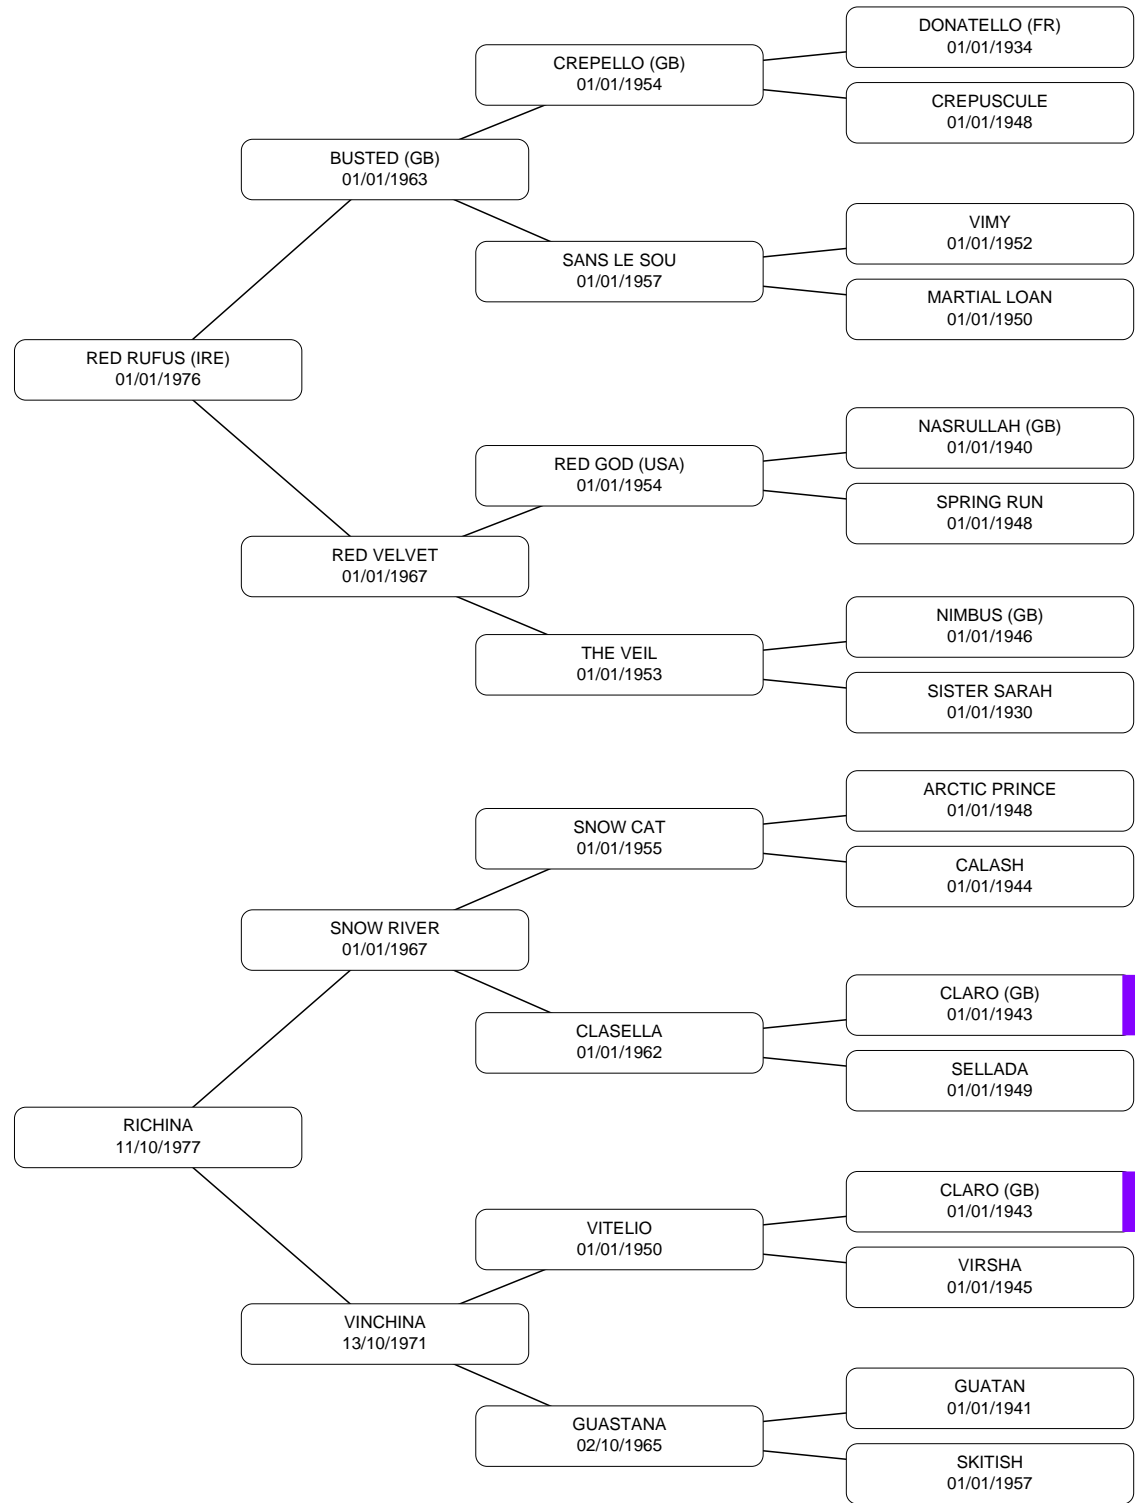 DONATELLO (FR)
01/01/1934
CREPELLO (GB)
01/01/1954
CREPUSCULE
01/01/1948
BUSTED (GB)
01/01/1963
VIMY
01/01/1952
SANS LE SOU
01/01/1957
MARTIAL LOAN
01/01/1950
RED RUFUS (IRE)
01/01/1976
NASRULLAH (GB)
01/01/1940
RED GOD (USA)
01/01/1954
SPRING RUN
01/01/1948
RED VELVET
01/01/1967
NIMBUS (GB)
01/01/1946
THE VEIL
01/01/1953
SISTER SARAH
01/01/1930
ARCTIC PRINCE
01/01/1948
SNOW CAT
01/01/1955
CALASH
01/01/1944
SNOW RIVER
01/01/1967
CLARO (GB)
01/01/1943
CLASELLA
01/01/1962
SELLADA
01/01/1949
RICHINA
11/10/1977
CLARO (GB)
01/01/1943
VITELIO
01/01/1950
VIRSHA
01/01/1945
VINCHINA
13/10/1971
GUATAN
01/01/1941
GUASTANA
02/10/1965
SKITISH
01/01/1957